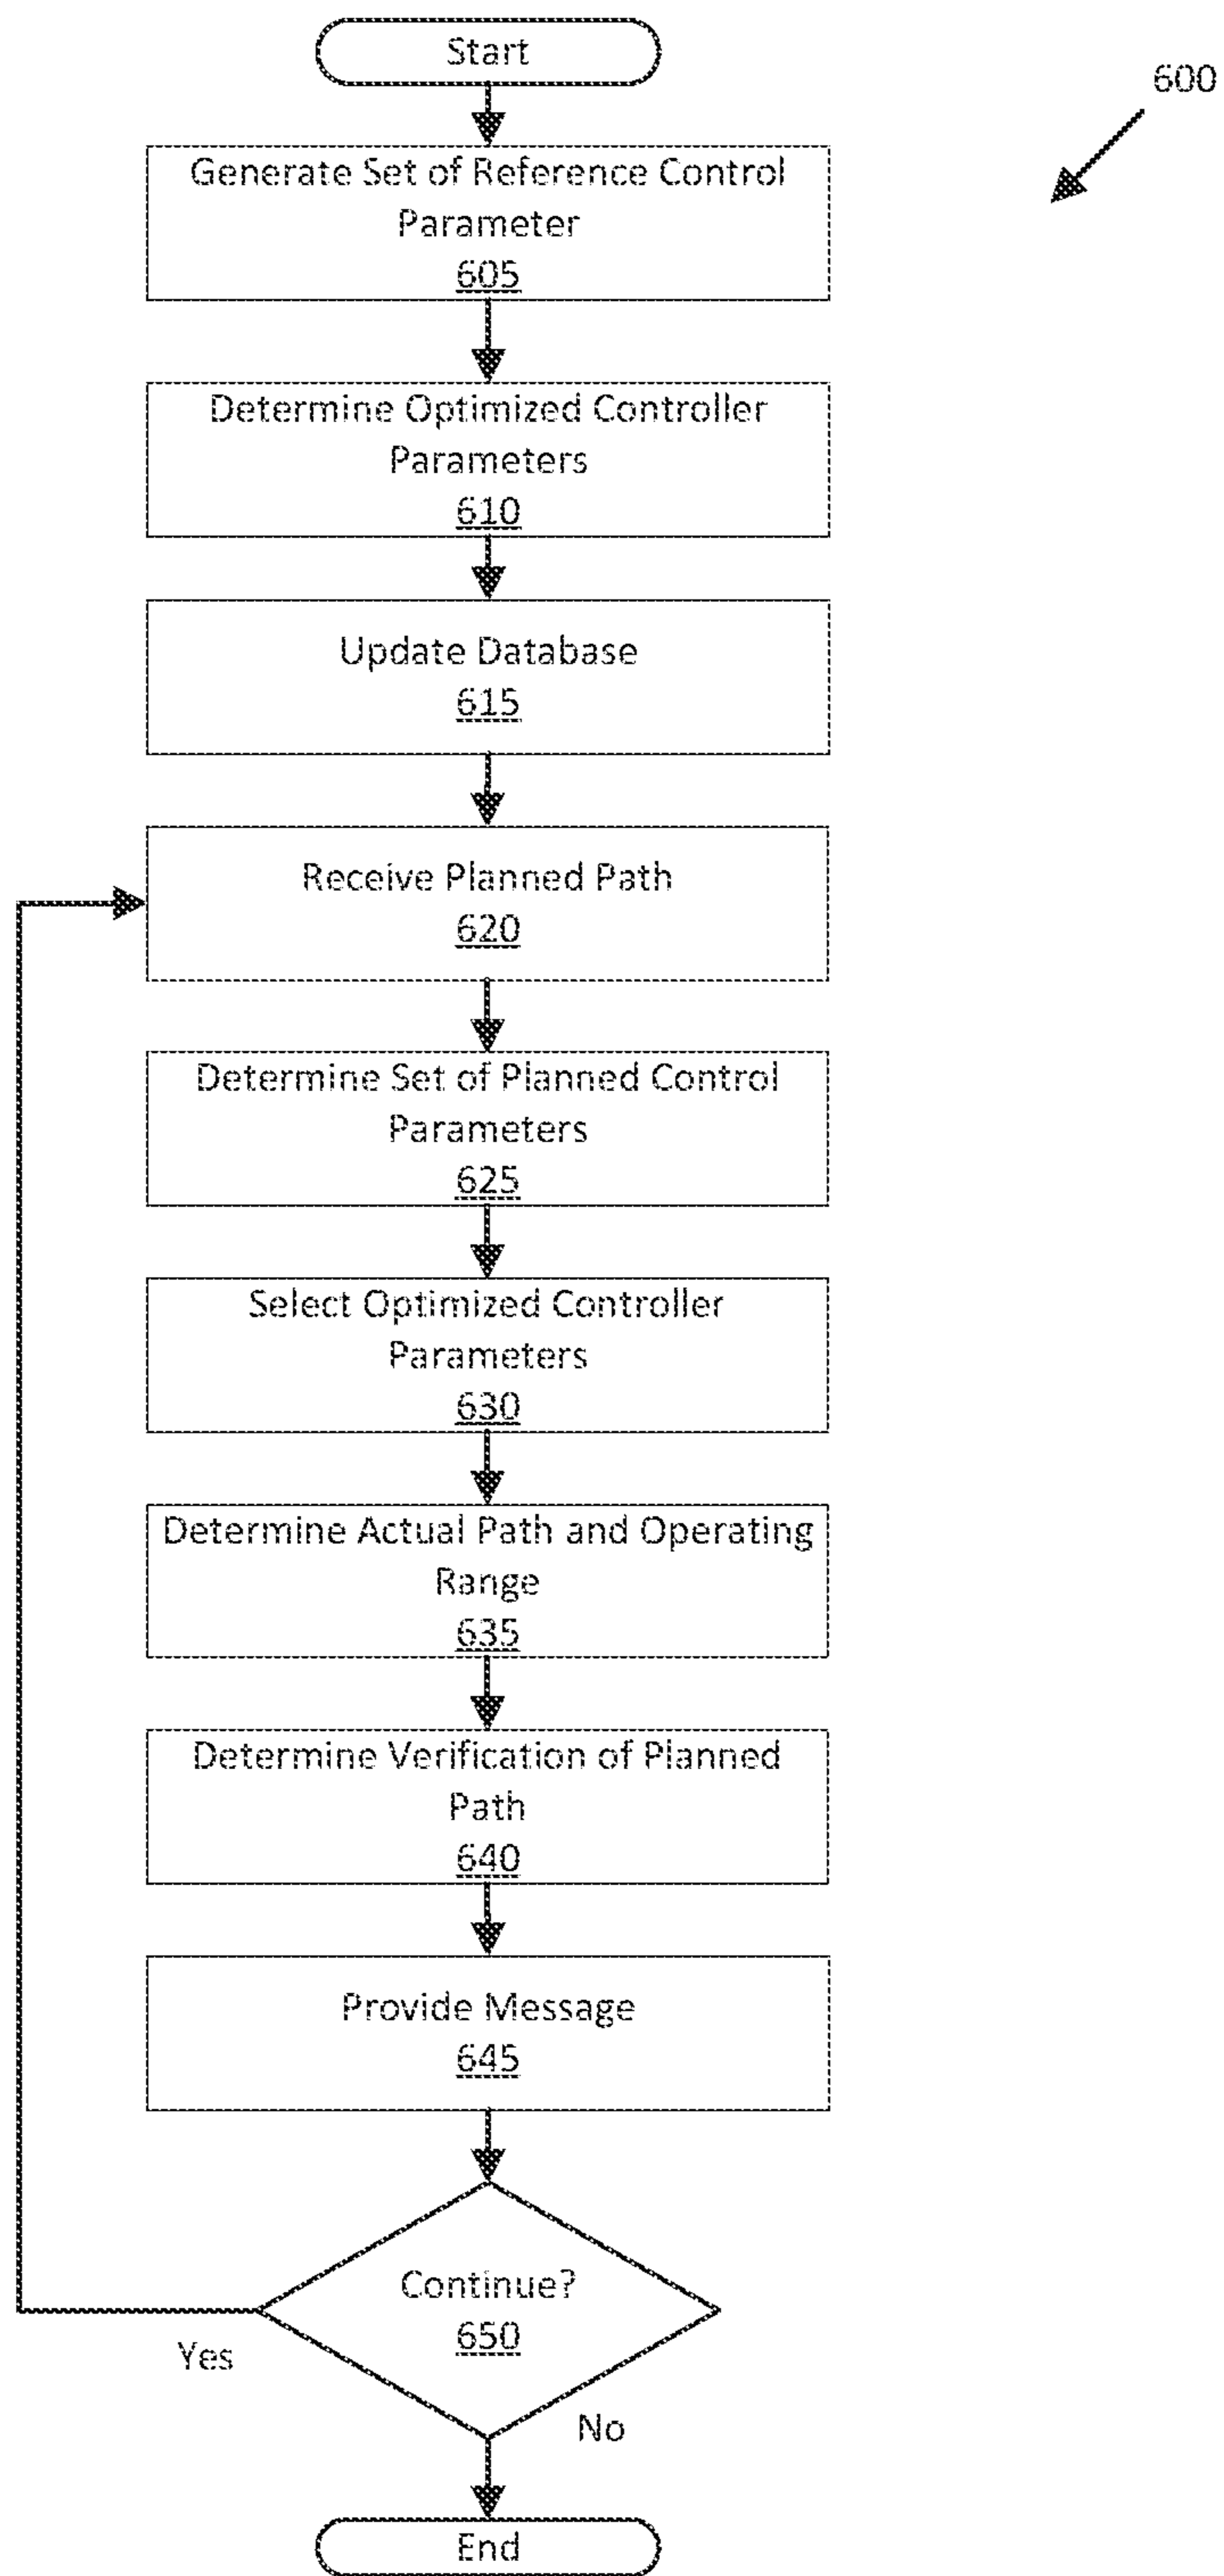 Start
600
Generate Set of Reference Control
Parameter
605
Determine Optimized Controller
Parameters
610
Update Database
615
Receive Planned Path
620
Determine Set of Planned Control
Parameters
625
Select Optimized Controller
Parameters
630
Determine Actual Path and Operating
Range
635
Determine Verification of Planned
Path
640
Provide Message
645
Continue?
650
Yes
No
End